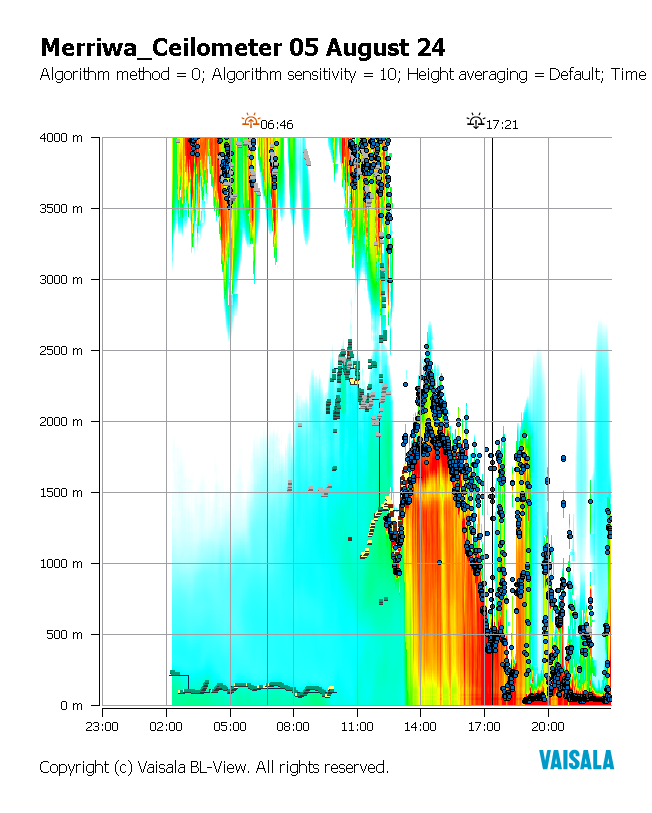 Merriwa_Ceilometer 05 August 24
Algorithm method = 0; Algorithm sensitivity = 10; Height averaging = Default; Time
06:46
17:21
4000 m
3500 m
3000 m
2500 m
2000 m
1500 m
1000 m
500 m
0 m
23:00 02:00 05:00 08:00 11:00 14:00 17:00 20:00
Copyright (c) Vaisala BL-View. All rights reserved.
VAISALA